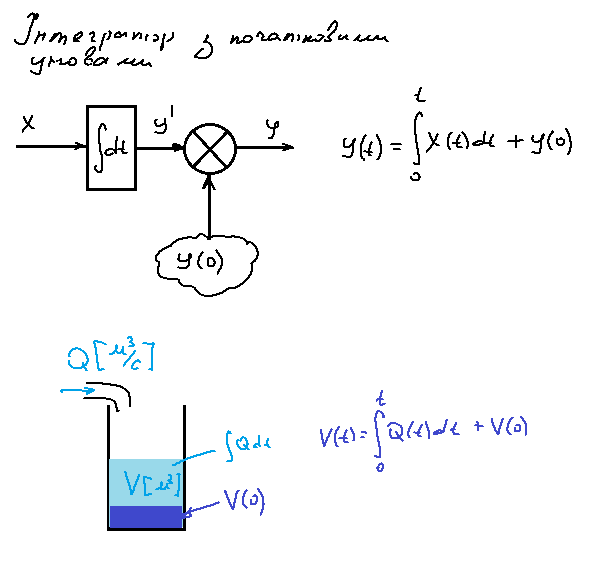 Інтегратор з початковими
умовами
x
∫dt
y'
y
y(0)
y(t) = ∫₀ᵗ x(t)dt + y(0)
Q[м³/с]
∫Qdt
V[м³]
V(0)
V(t) = ∫₀ᵗ Q(t)dt + V(0)